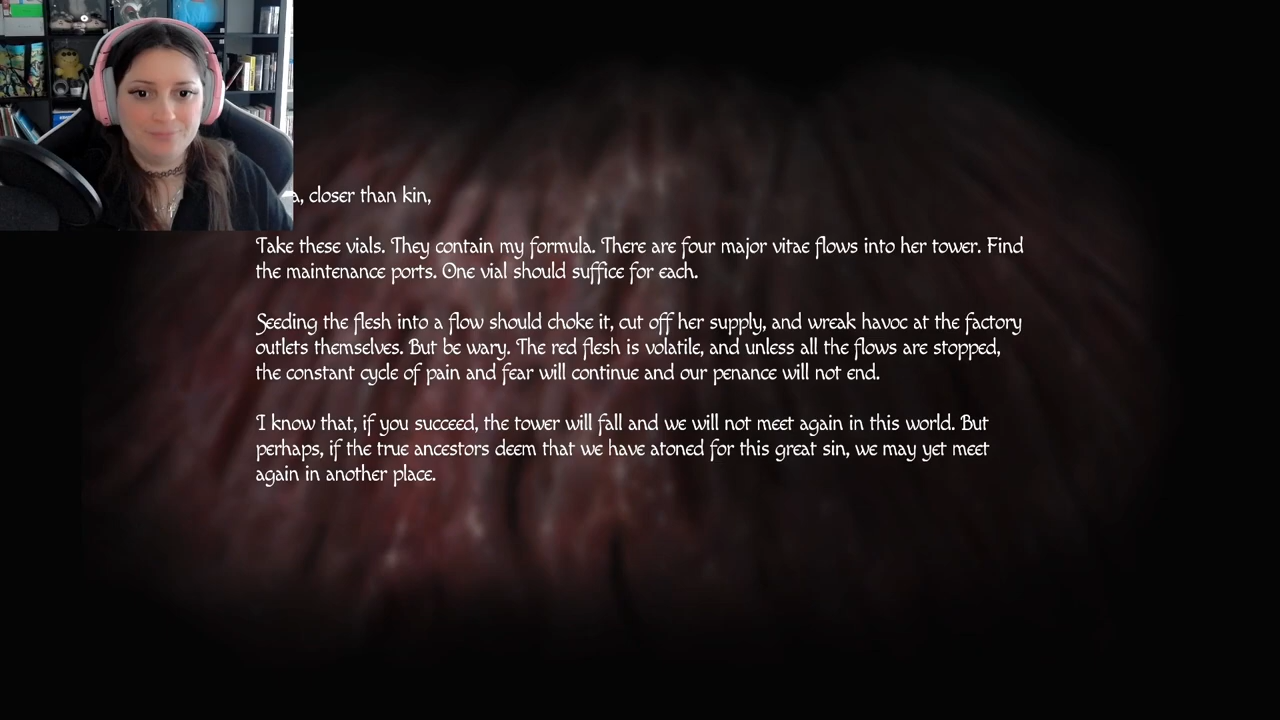 a, closer than kin,
Take these vials. They contain my formula. There are four major vitae flows into her tower. Find
the maintenance ports. One vial should suffice for each.
Seeding the flesh into a flow should choke it, cut off her supply, and wreak havoc at the factory
outlets themselves. But be wary. The red flesh is volatile, and unless all the flows are stopped,
the constant cycle of pain and fear will continue and our penance will not end.
I know that, if you succeed, the tower will fall and we will not meet again in this world. But
perhaps, if the true ancestors deem that we have atoned for this great sin, we may yet meet
again in another place.